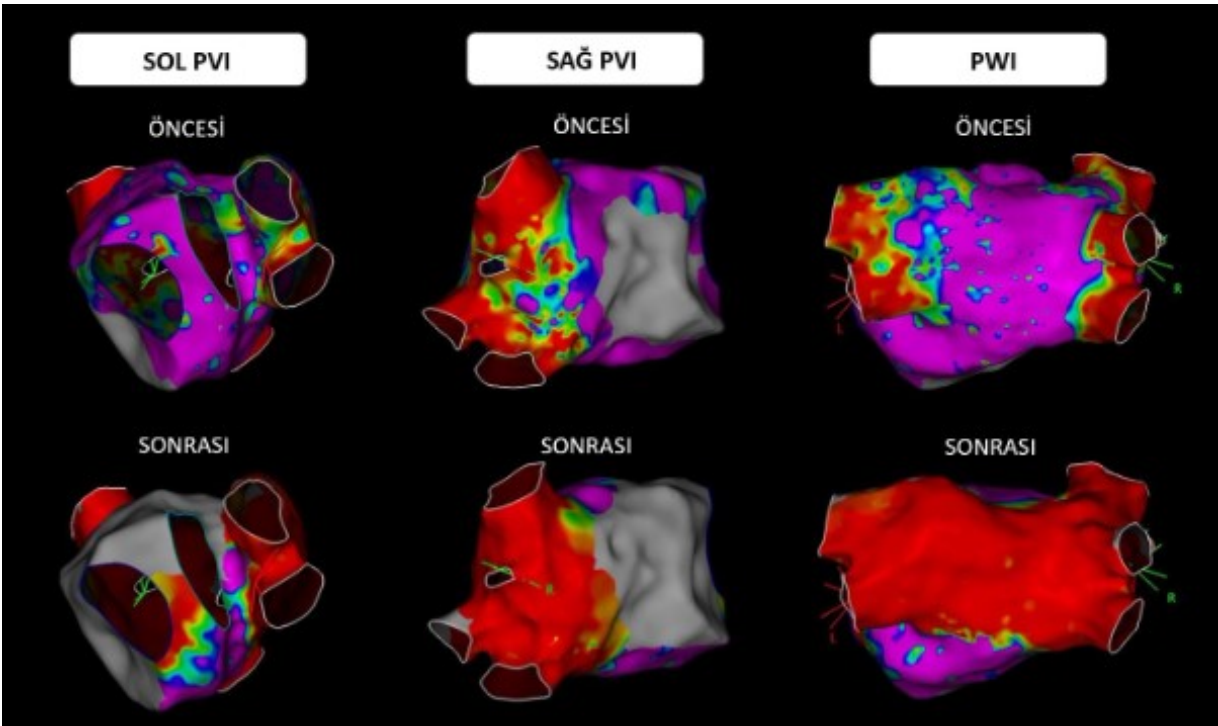 SOL PVI
SAĞ PVI
PWI
ÖNCESİ
ÖNCESİ
ÖNCESİ
R
L
SONRASI
SONRASI
SONRASI
R
R
L